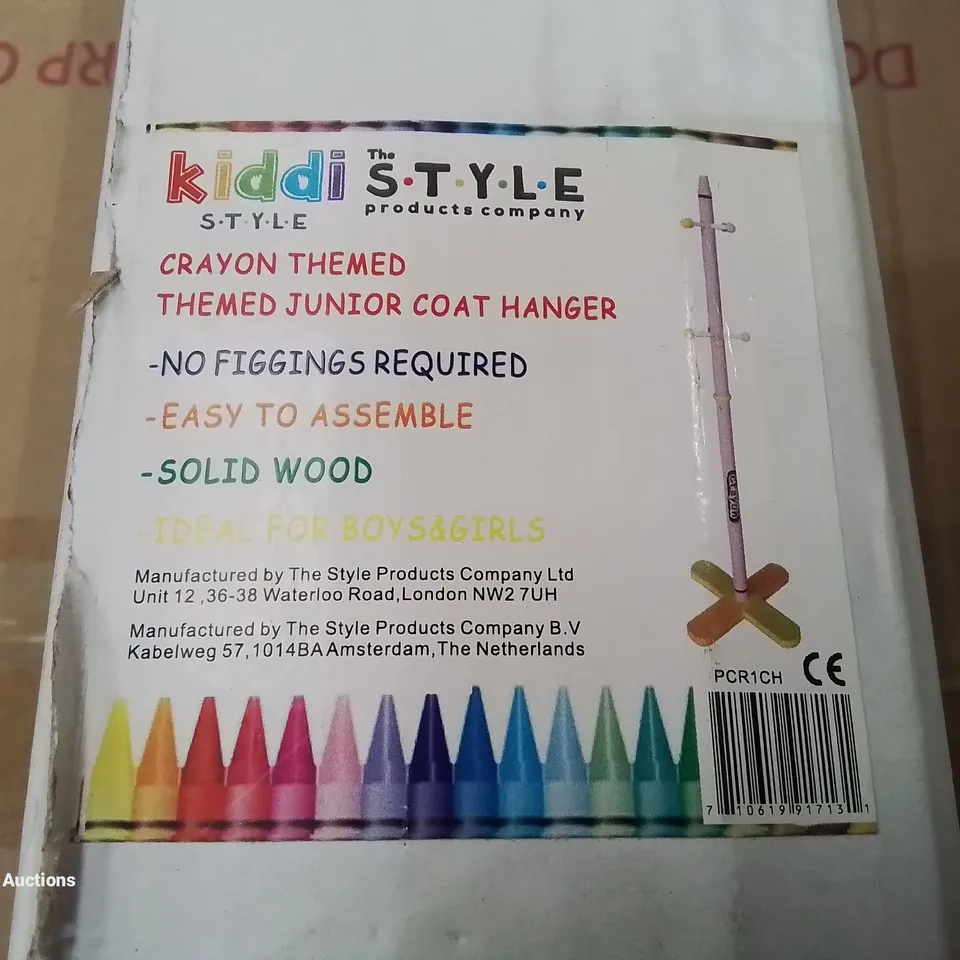 kiddi
S·T·Y·L·E
The
S·T·Y·L·E
products company
CRAYON THEMED
THEMED JUNIOR COAT HANGER
-NO FIGGINGS REQUIRED
-EASY TO ASSEMBLE
-SOLID WOOD
-IDEAL FOR BOYS&GIRLS
Manufactured by The Style Products Company Ltd
Unit 12 ,36-38 Waterloo Road,London NW2 7UH
Manufactured by The Style Products Company B.V
Kabelweg 57,1014BA Amsterdam,The Netherlands
CRAYON
PCR1CH CE
7 10619 91713 1
Auctions